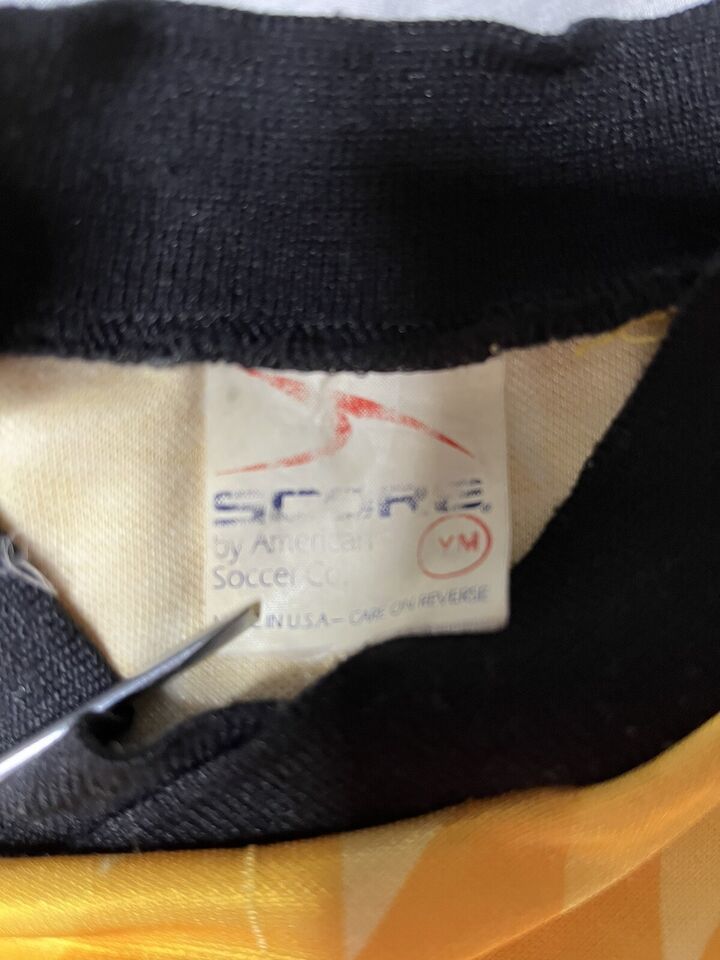 SCORE
by American
Soccer Co.
YM
IN U.S.A – CARE ON REVERSE